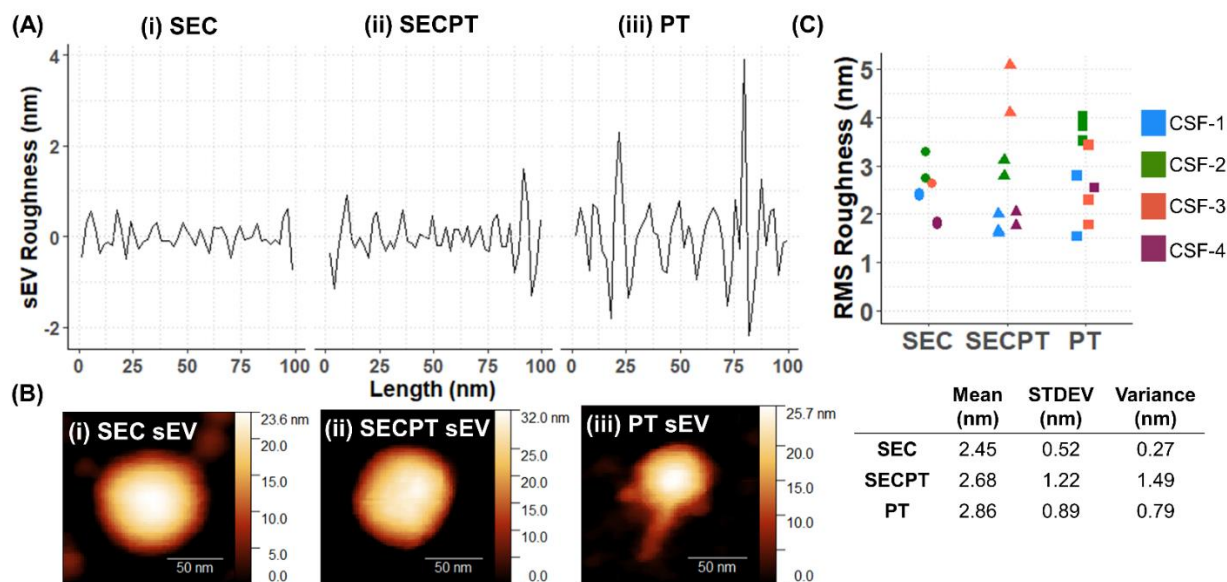 (A)
(i) SEC
(ii) SECPT
(iii) PT
sEV Roughness (nm)
4
2
0
-2
0 25 50 75 100
0 25 50 75 100
0 25 50 75 100
Length (nm)
(B)
(i) SEC sEV
50 nm
23.6 nm
20.0
15.0
10.0
5.0
0.0
(ii) SECPT sEV
50 nm
32.0 nm
25.0
20.0
15.0
10.0
0.0
(iii) PT sEV
50 nm
25.7 nm
20.0
15.0
10.0
0.0
(C)
RMS Roughness (nm)
5
4
3
2
1
0
SEC SECPT PT
CSF-1
CSF-2
CSF-3
CSF-4
Mean STDEV Variance
(nm) (nm) (nm)
SEC 2.45 0.52 0.27
SECPT 2.68 1.22 1.49
PT 2.86 0.89 0.79